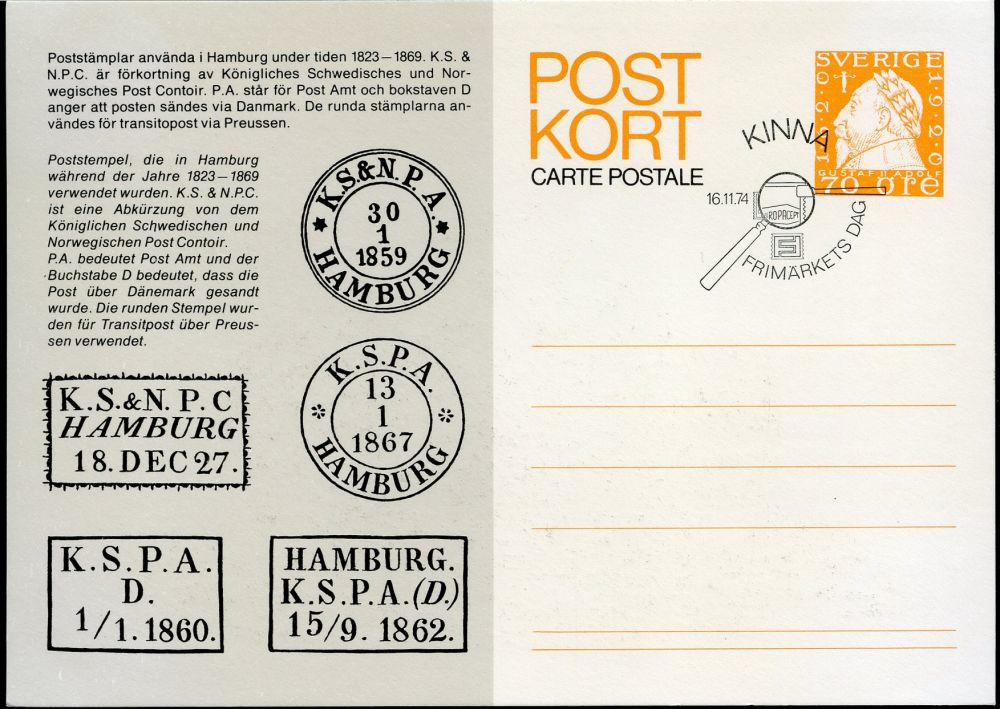 Poststämplar använda i Hamburg under tiden 1823—1869. K.S. &
N.P.C. är förkortning av Königliches Schwedisches und Nor-
wegisches Post Contoir. P.A. står för Post Amt och bokstaven D
anger att posten sändes via Danmark. De runda stämplarna an-
vändes för transitopost via Preussen.
Poststempel, die in Hamburg
während der Jahre 1823—1869
verwendet wurden. K.S. & N.P.C.
ist eine Abkürzung von dem
Königlichen Schwedischen und
Norwegischen Post Contoir.
P.A. bedeutet Post Amt und der
Buchstabe D bedeutet, dass die
Post über Dänemark gesandt
wurde. Die runden Stempel wur-
den für Transitpost über Preus-
sen verwendet.
K.S.&N.P.A.
30
1
1859
HAMBURG
K.S.P.A.
13
1
1867
HAMBURG
K.S.&N.P.C
HAMBURG
18.DEC 27.
K.S.P.A.
D.
1/1.1860.
HAMBURG.
K.S.P.A.(D.)
15/9. 1862.
POST
KORT
CARTE POSTALE
SVERIGE
1920
GUSTAF II ADOLF
70 öre
KINNA
16.11.74
FRIMÄRKETS DAG